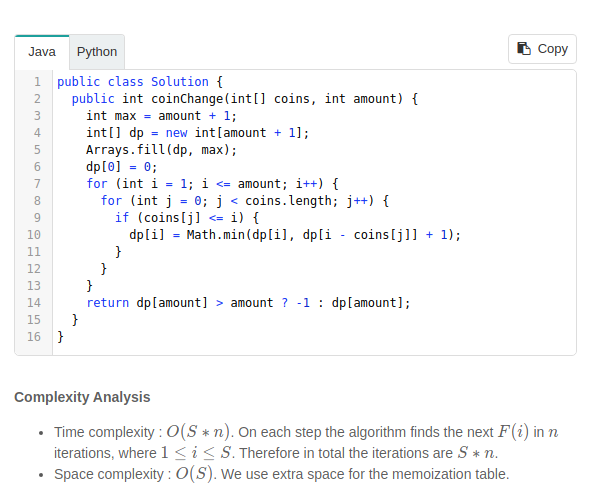 Java Python Copy
1 public class Solution {
2   public int coinChange(int[] coins, int amount) {
3     int max = amount + 1;
4     int[] dp = new int[amount + 1];
5     Arrays.fill(dp, max);
6     dp[0] = 0;
7     for (int i = 1; i <= amount; i++) {
8       for (int j = 0; j < coins.length; j++) {
9         if (coins[j] <= i) {
10           dp[i] = Math.min(dp[i], dp[i - coins[j]] + 1);
11         }
12       }
13     }
14     return dp[amount] > amount ? -1 : dp[amount];
15   }
16 }
Complexity Analysis
• Time complexity : O(S ∗ n). On each step the algorithm finds the next F(i) in n
iterations, where 1 ≤ i ≤ S. Therefore in total the iterations are S ∗ n.
• Space complexity : O(S). We use extra space for the memoization table.